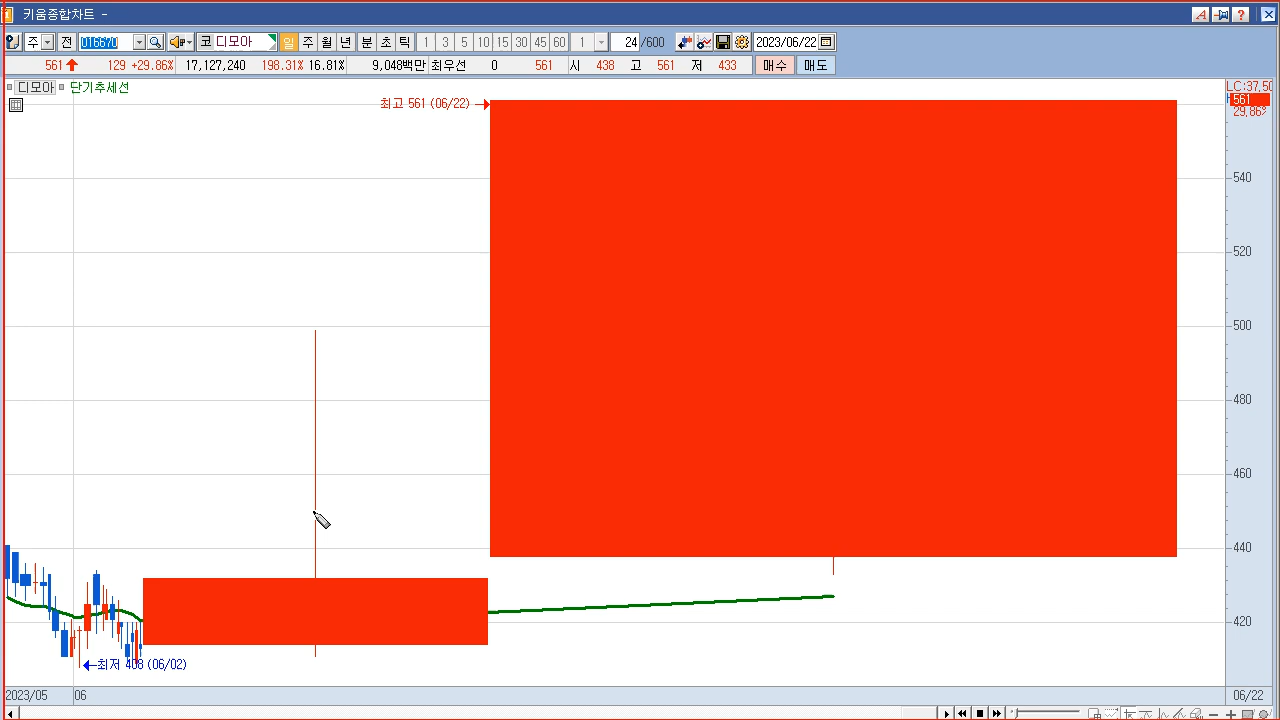 키움종합차트 -
주 전 016670 코 디모아 일 주 월 년 분 초 틱 1 3 5 10 15 30 45 60 1 24 /600 2023/06/22
561 129 +29.86% 17,127,240 198.31% 16.81% 9,048백만 최우선 0 561 시 438 고 561 저 433 매수 매도
디모아 단기추세선
LC:37,50
최고 561 (06/22)
561
29,86%
540
520
500
480
460
440
420
최저 408 (06/02)
2023/05 06 06/22